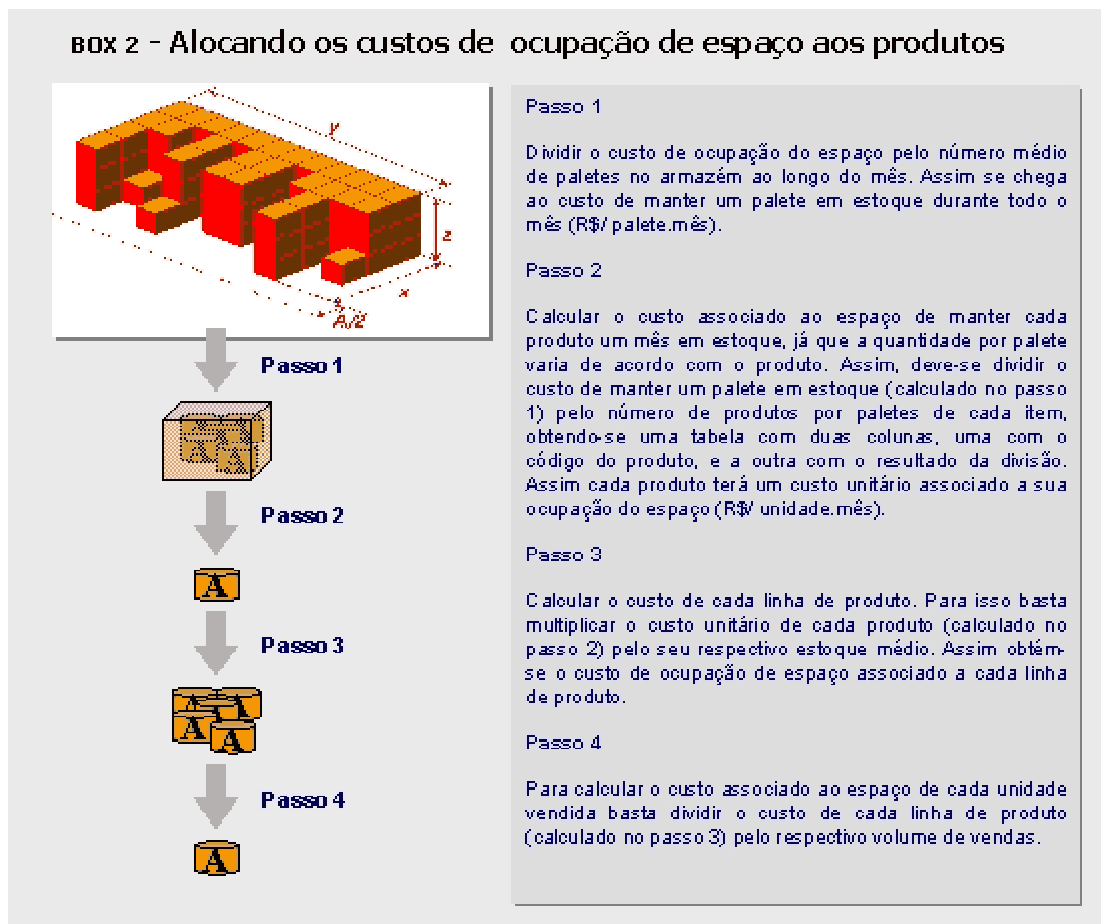 BOX 2 - Alocando os custos de ocupação de espaço aos produtos
y
z
x
A/2
Passo 1
Passo 2
A
Passo 3
A
A
A
A
A
Passo 4
A
Passo 1
Dividir o custo de ocupação do espaço pelo número médio
de paletes no armazém ao longo do mês. Assim se chega
ao custo de manter um palete em estoque durante todo o
mês (R$/ palete.mês).
Passo 2
Calcular o custo associado ao espaço de manter cada
produto um mês em estoque, já que a quantidade por palete
varia de acordo com o produto. Assim, deve-se dividir o
custo de manter um palete em estoque (calculado no passo
1) pelo número de produtos por paletes de cada item,
obtendo-se uma tabela com duas colunas, uma com o
código do produto, e a outra com o resultado da divisão.
Assim cada produto terá um custo unitário associado a sua
ocupação do espaço (R$/ unidade.mês).
Passo 3
Calcular o custo de cada linha de produto. Para isso basta
multiplicar o custo unitário de cada produto (calculado no
passo 2) pelo seu respectivo estoque médio. Assim obtém-
se o custo de ocupação de espaço associado a cada linha
de produto.
Passo 4
Para calcular o custo associado ao espaço de cada unidade
vendida basta dividir o custo de cada linha de produto
(calculado no passo 3) pelo respectivo volume de vendas.